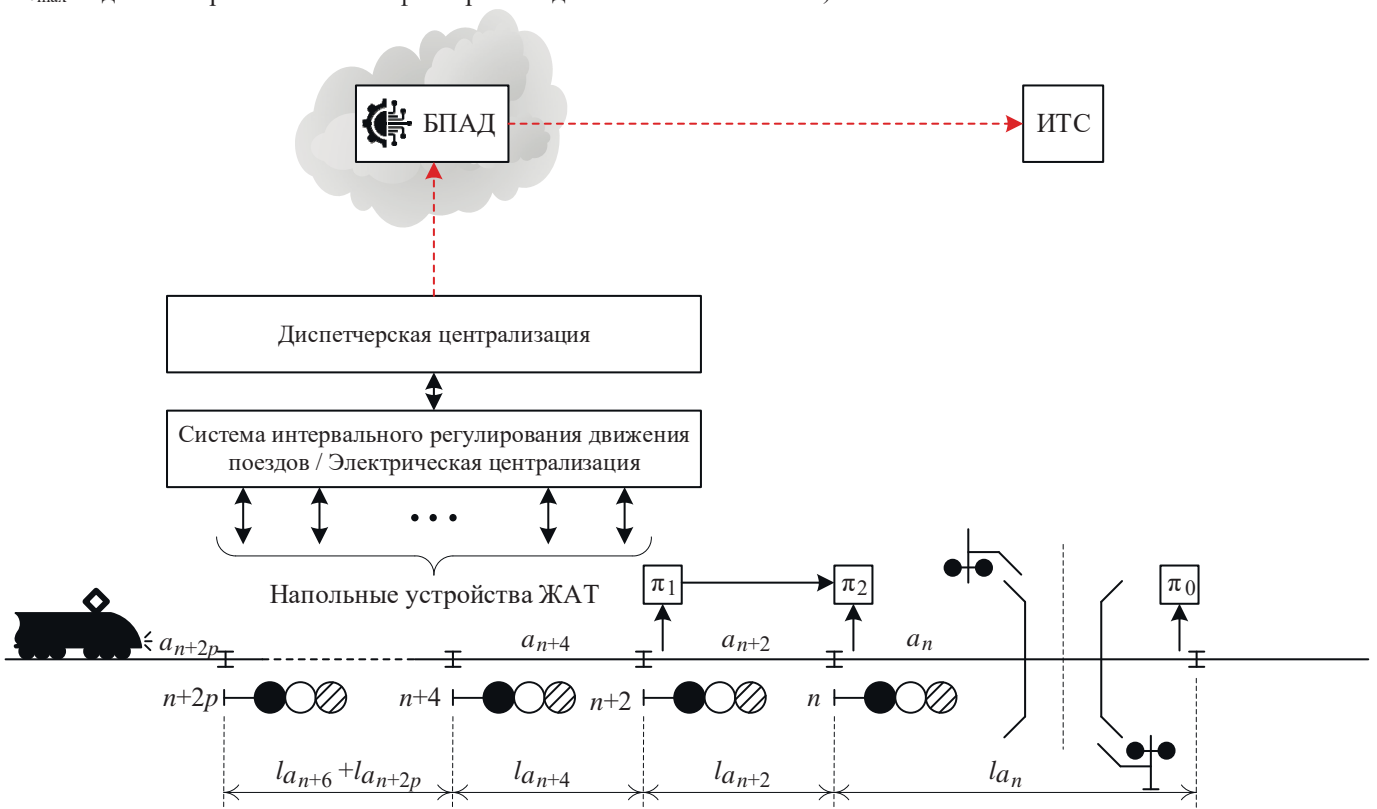 БПАД
ИТС
Диспетчерская централизация
Система интервального регулирования движения
поездов / Электрическая централизация
Напольные устройства ЖАТ
π1
π2
π0
an+2p
an+4
an+2
an
n+2p
n+4
n+2
n
lan+6 +lan+2p
lan+4
lan+2
lan